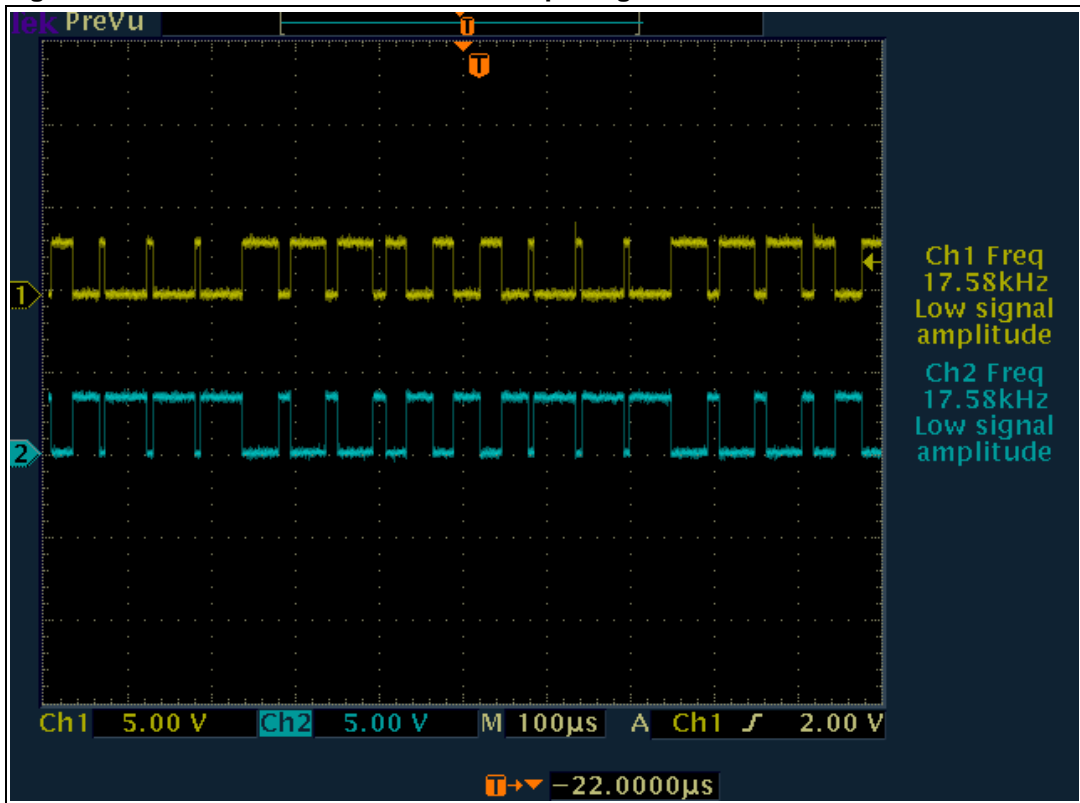 Tek PreVu
T
T
1
2
Ch1 Freq
17.58kHz
Low signal
amplitude
Ch2 Freq
17.58kHz
Low signal
amplitude
Ch1 5.00 V Ch2 5.00 V M 100µs A Ch1 2.00 V
T −22.0000µs